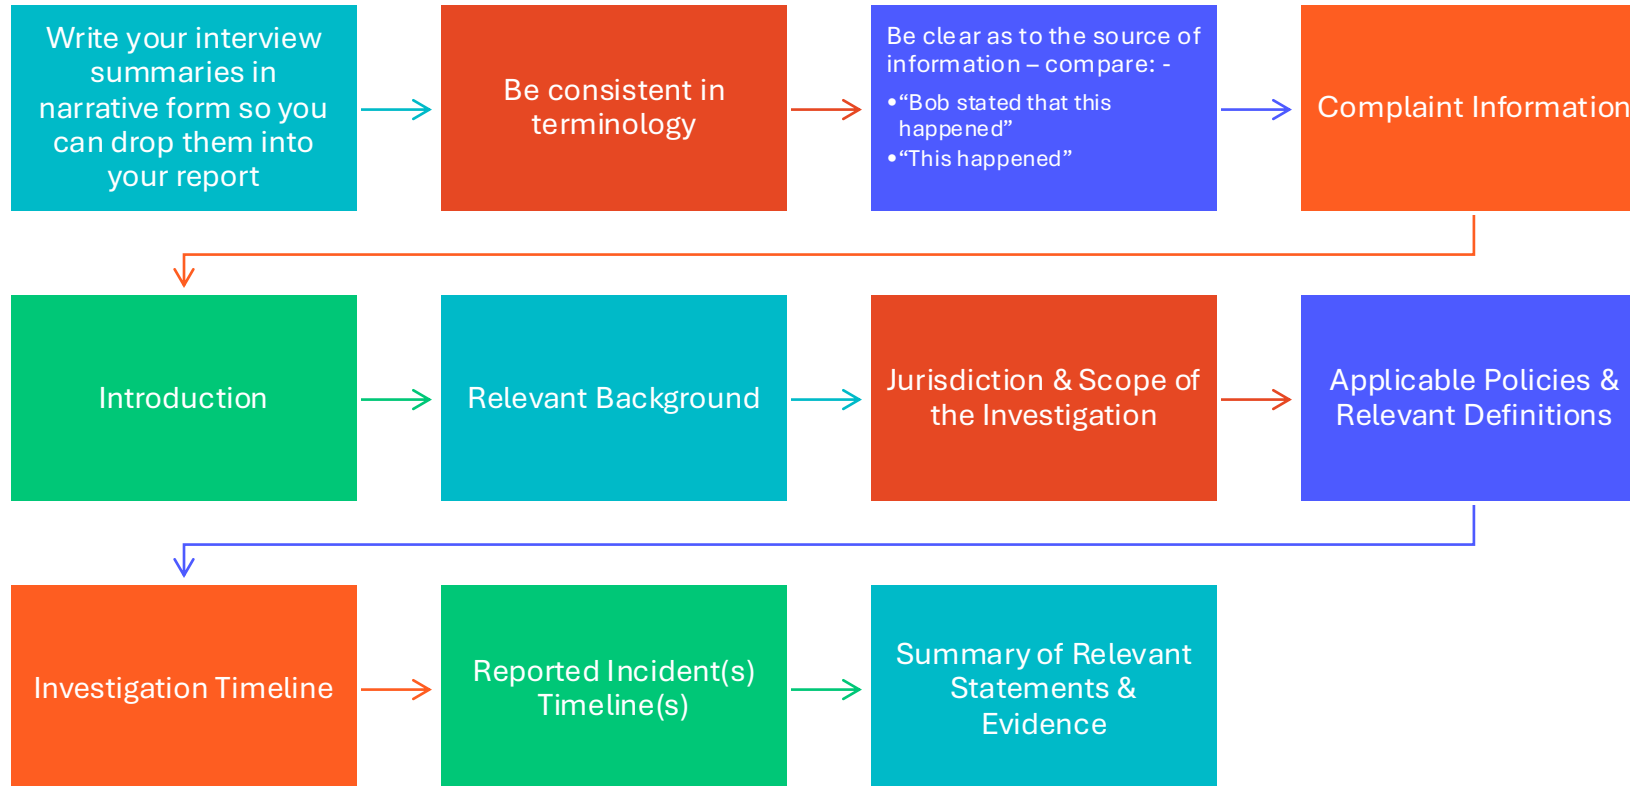 Write your interview
summaries in
narrative form so you
can drop them into
your report
Be consistent in
terminology
Be clear as to the source of
information – compare: -
•“Bob stated that this
happened”
•“This happened”
Complaint Information
Introduction
Relevant Background
Jurisdiction & Scope of
the Investigation
Applicable Policies &
Relevant Definitions
Investigation Timeline
Reported Incident(s)
Timeline(s)
Summary of Relevant
Statements &
Evidence